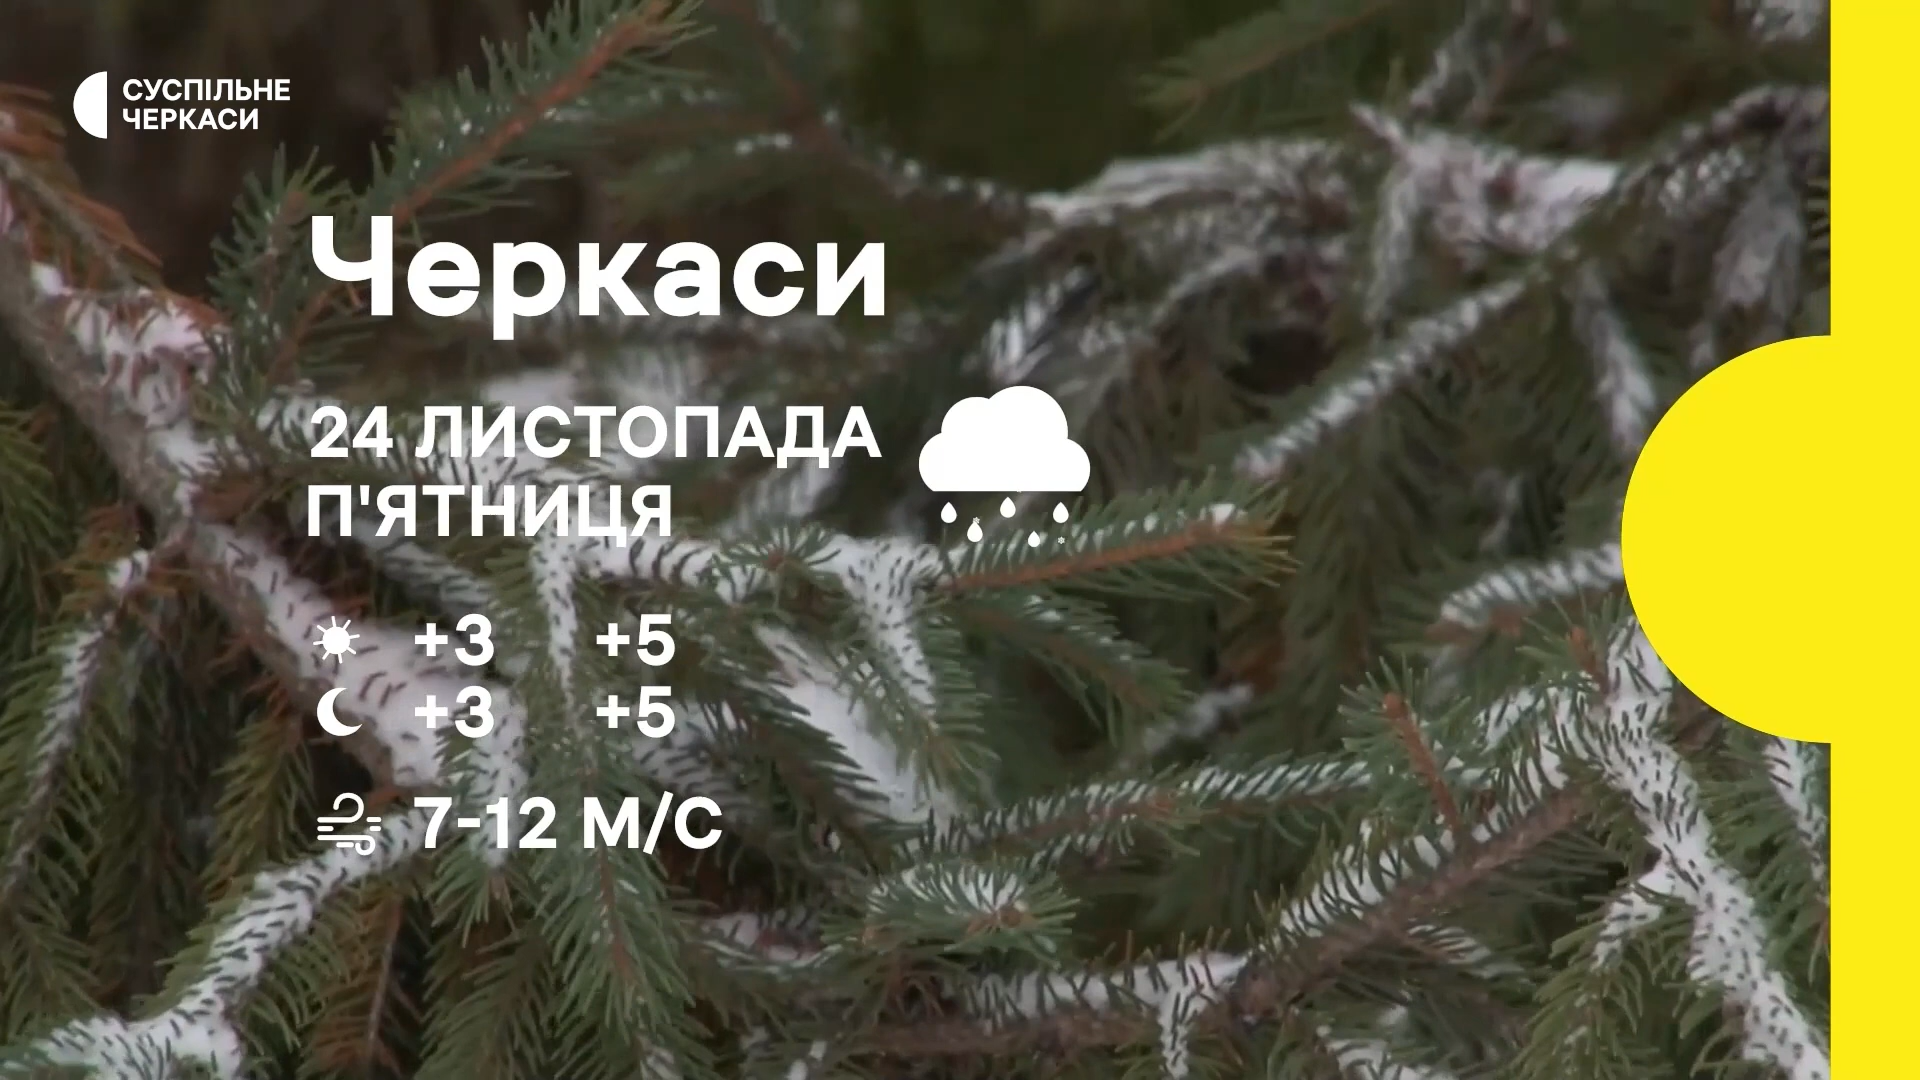 СУСПІЛЬНЕ
ЧЕРКАСИ
Черкаси
24 ЛИСТОПАДА
П'ЯТНИЦЯ
+3 +5
+3 +5
7-12 М/С